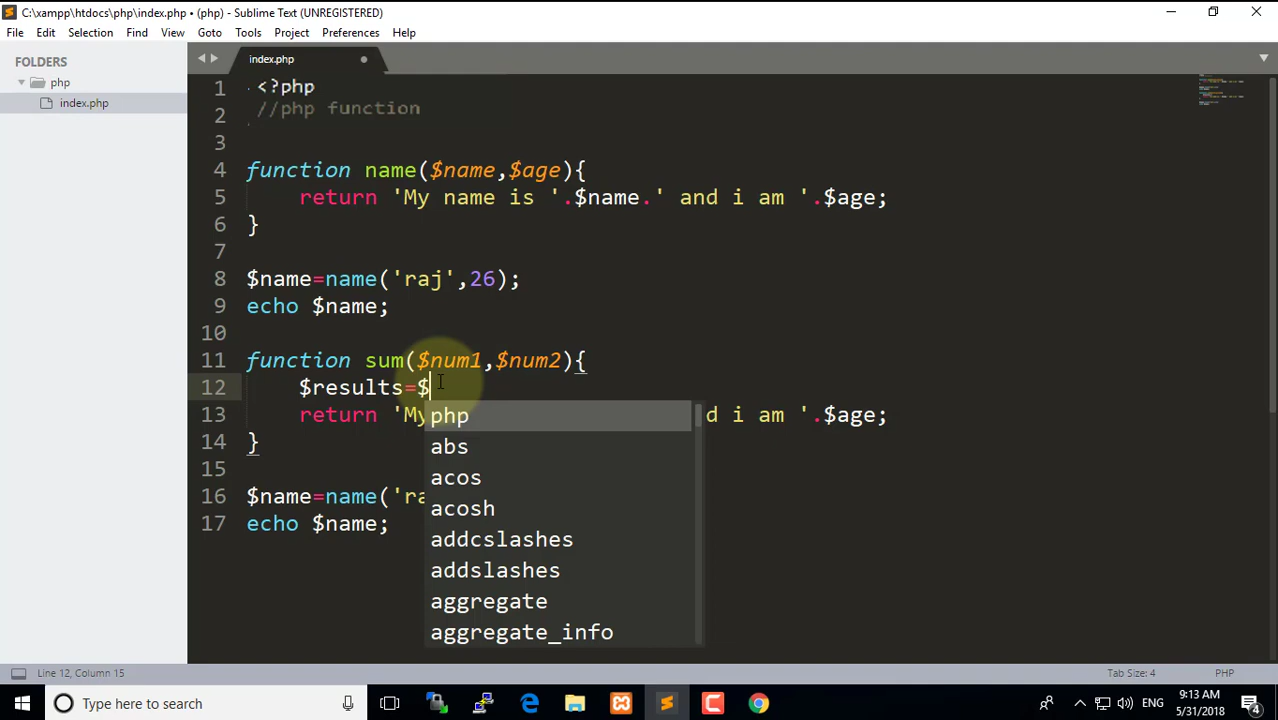 C:\xampp\htdocs\php\index.php • (php) - Sublime Text (UNREGISTERED)
File Edit Selection Find View Goto Tools Project Preferences Help
FOLDERS
php
index.php
index.php
1 <?php
2 //php function
3
4 function name($name,$age){
5 return 'My name is '.$name.' and i am '.$age;
6 }
7
8 $name=name('raj',26);
9 echo $name;
10
11 function sum($num1,$num2){
12 $results=$
13 return 'My d i am '.$age;
14 }
15
16 $name=name('ra
17 echo $name;
php
abs
acos
acosh
addcslashes
addslashes
aggregate
aggregate_info
Line 12, Column 15 Tab Size: 4 PHP
Type here to search
ENG
9:13 AM
5/31/2018
4